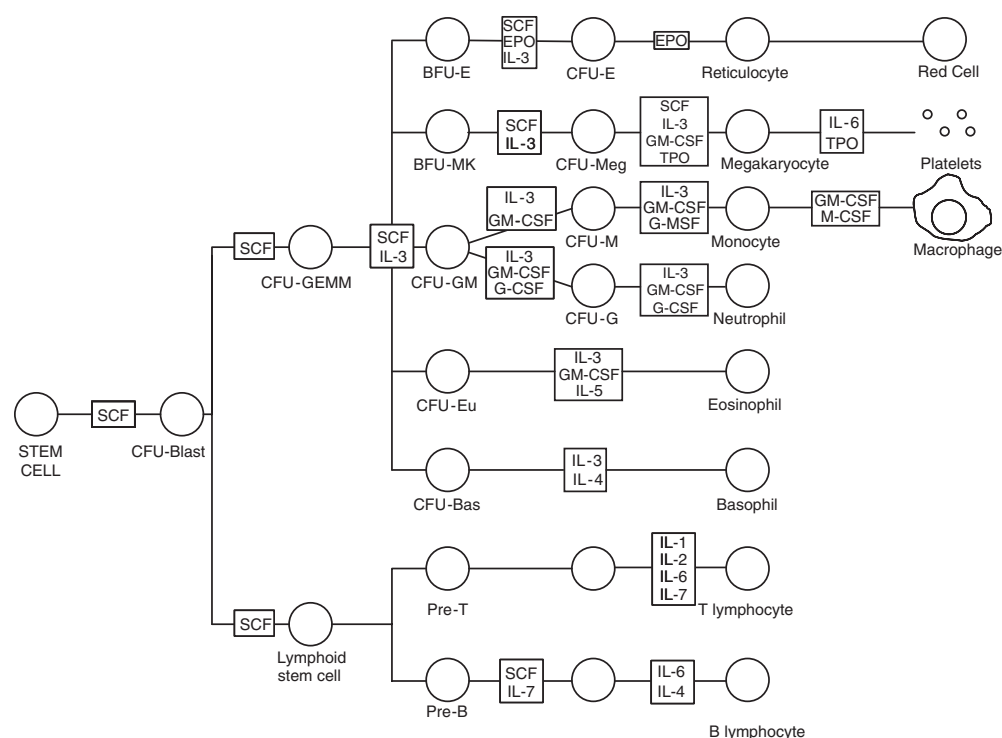 SCF
EPO
IL-3
EPO
BFU-E
CFU-E
Reticulocyte
Red Cell
SCF
IL-3
SCF
IL-3
GM-CSF
TPO
IL-6
TPO
BFU-MK
CFU-Meg
Megakaryocyte
Platelets
IL-3
GM-CSF
IL-3
GM-CSF
G-MSF
GM-CSF
M-CSF
CFU-M
Monocyte
Macrophage
SCF
CFU-GEMM
SCF
IL-3
CFU-GM
IL-3
GM-CSF
G-CSF
IL-3
GM-CSF
G-CSF
CFU-G
Neutrophil
IL-3
GM-CSF
IL-5
CFU-Eu
Eosinophil
SCF
STEM
CELL
CFU-Blast
IL-3
IL-4
CFU-Bas
Basophil
IL-1
IL-2
IL-6
IL-7
Pre-T
T lymphocyte
SCF
Lymphoid
stem cell
SCF
IL-7
IL-6
IL-4
Pre-B
B lymphocyte